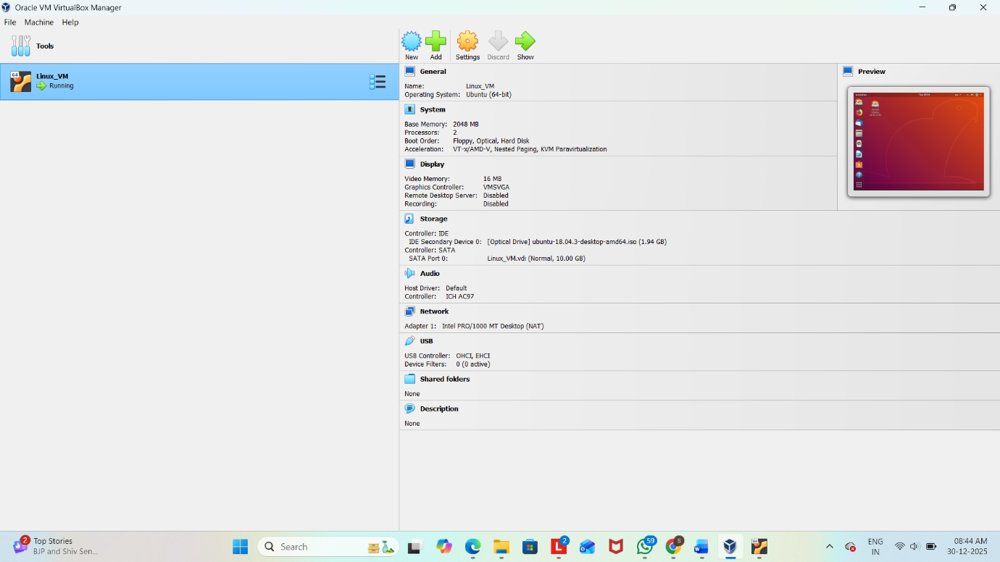 Oracle VM VirtualBox Manager
File Machine Help
Tools
New Add Settings Discard Show
64 Linux_VM
Running
General
Name: Linux_VM
Operating System: Ubuntu (64-bit)
Preview
System
Base Memory: 2048 MB
Processors: 2
Boot Order: Floppy, Optical, Hard Disk
Acceleration: VT-x/AMD-V, Nested Paging, KVM Paravirtualization
Display
Video Memory: 16 MB
Graphics Controller: VMSVGA
Remote Desktop Server: Disabled
Recording: Disabled
Storage
Controller: IDE
IDE Secondary Device 0: [Optical Drive] ubuntu-18.04.3-desktop-amd64.iso (1.94 GB)
Controller: SATA
SATA Port 0: Linux_VM.vdi (Normal, 10.00 GB)
Audio
Host Driver: Default
Controller: ICH AC97
Network
Adapter 1: Intel PRO/1000 MT Desktop (NAT)
USB
USB Controller: OHCI, EHCI
Device Filters: 0 (0 active)
Shared folders
None
Description
None
2 Top Stories
BJP and Shiv Sen...
Search
2
59
S
64
ENG
IN
08:44 AM
30-12-2025